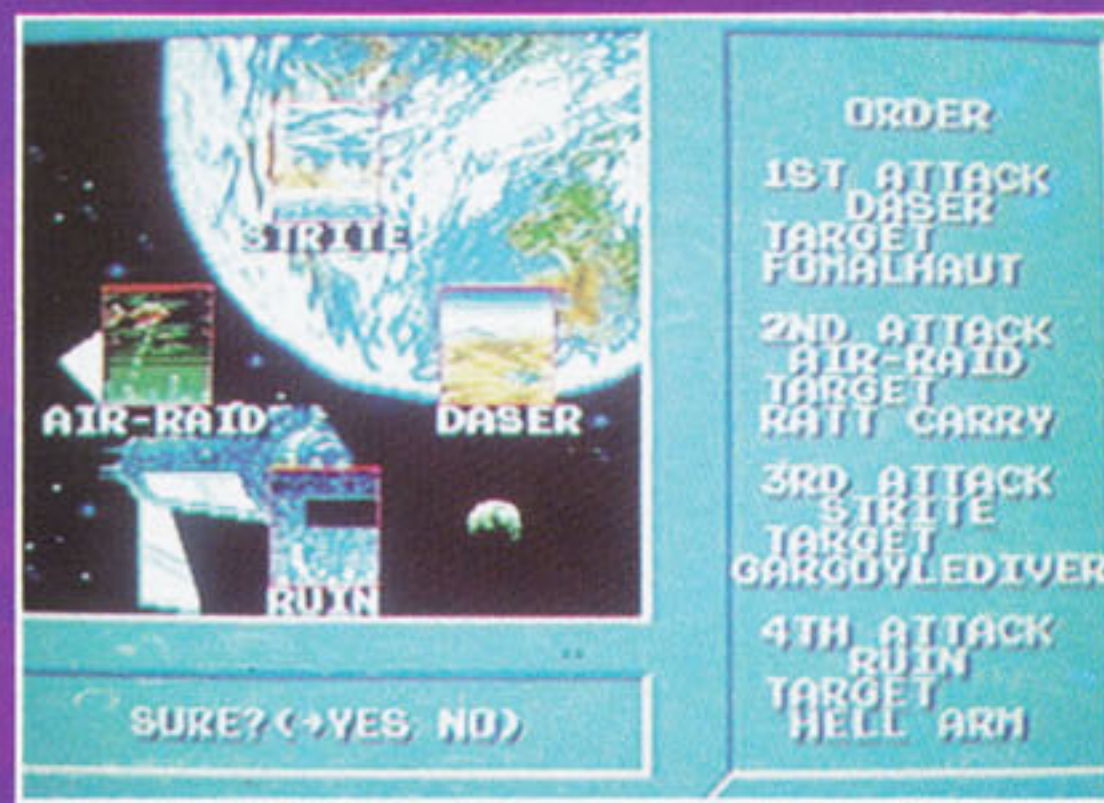 STRITE
AIR-RAID
DASER
RUIN
SURE?(→YES NO)
ORDER
1ST ATTACK
DASER
TARGET
FOMALHAUT
2ND ATTACK
AIR-RAID
TARGET
RATT CARRY
3RD ATTACK
STRITE
TARGET
GARGOYLEDIVER
4TH ATTACK
RUIN
TARGET
HELL ARM